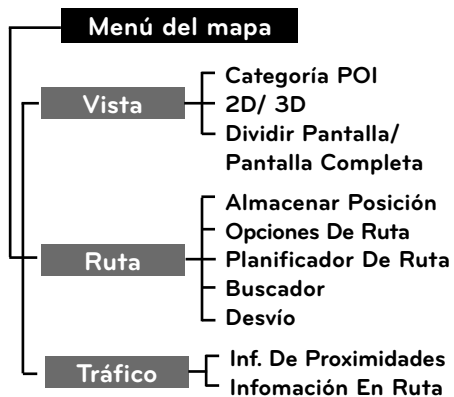 Menú del mapa
Vista
Categoría POI
2D/ 3D
Dividir Pantalla/
Pantalla Completa
Ruta
Almacenar Posición
Opciones De Ruta
Planificador De Ruta
Buscador
Desvío
Tráfico
Inf. De Proximidades
Infomación En Ruta